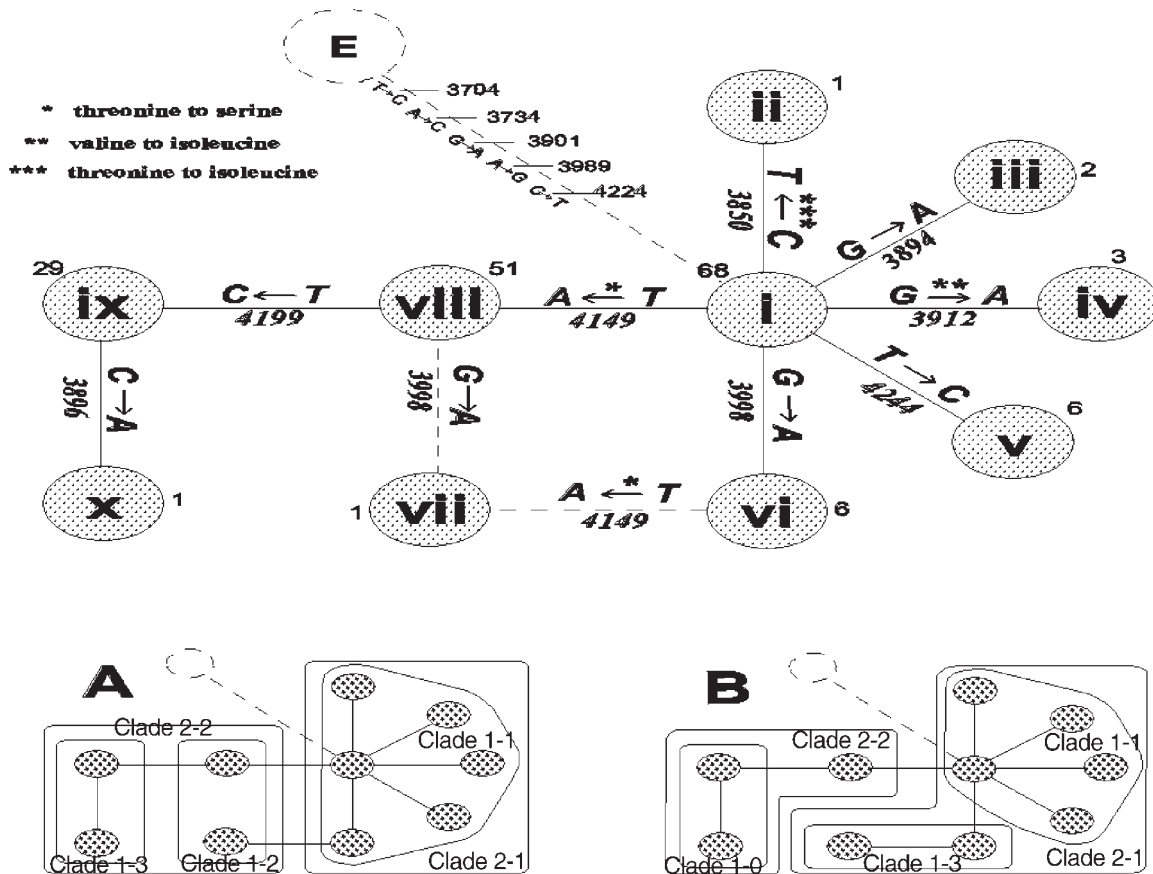 E
T→C 3704
A→C 3734
G→A 3901
A→G 3989
G→T 4224
* threonine to serine
** valine to isoleucine
*** threonine to isoleucine
ii 1
T ← C ***
3850
iii 2
G → A
3894
29 ix
C ← T
4199
viii 51
A ← T *
4149
68 i
G → A **
3912
iv 3
C → A
3896
G → A
3998
G → A
3998
T → C
4244
v 6
x 1
1 vii
A ← T *
4149
vi 6
A
Clade 2-2
Clade 1-1
Clade 1-3
Clade 1-2
Clade 2-1
B
Clade 2-2
Clade 1-1
Clade 1-0
Clade 1-3
Clade 2-1